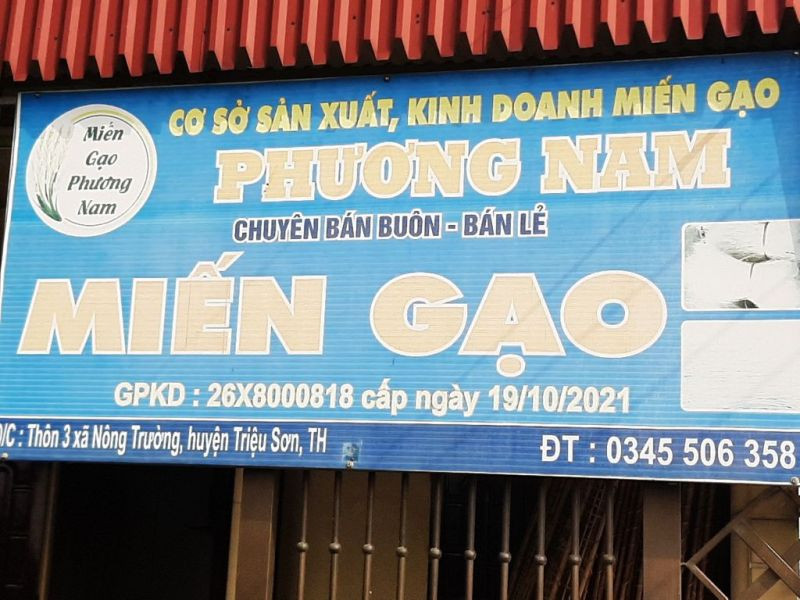 Miến
Gạo
Phương
Nam
CƠ SỞ SẢN XUẤT, KINH DOANH MIẾN GẠO
PHƯƠNG NAM
CHUYÊN BÁN BUÔN - BÁN LẺ
MIẾN GẠO
GPKD : 26X8000818 cấp ngày 19/10/2021
Đ/C : Thôn 3 xã Nông Trường, huyện Triệu Sơn, TH
ĐT : 0345 506 358